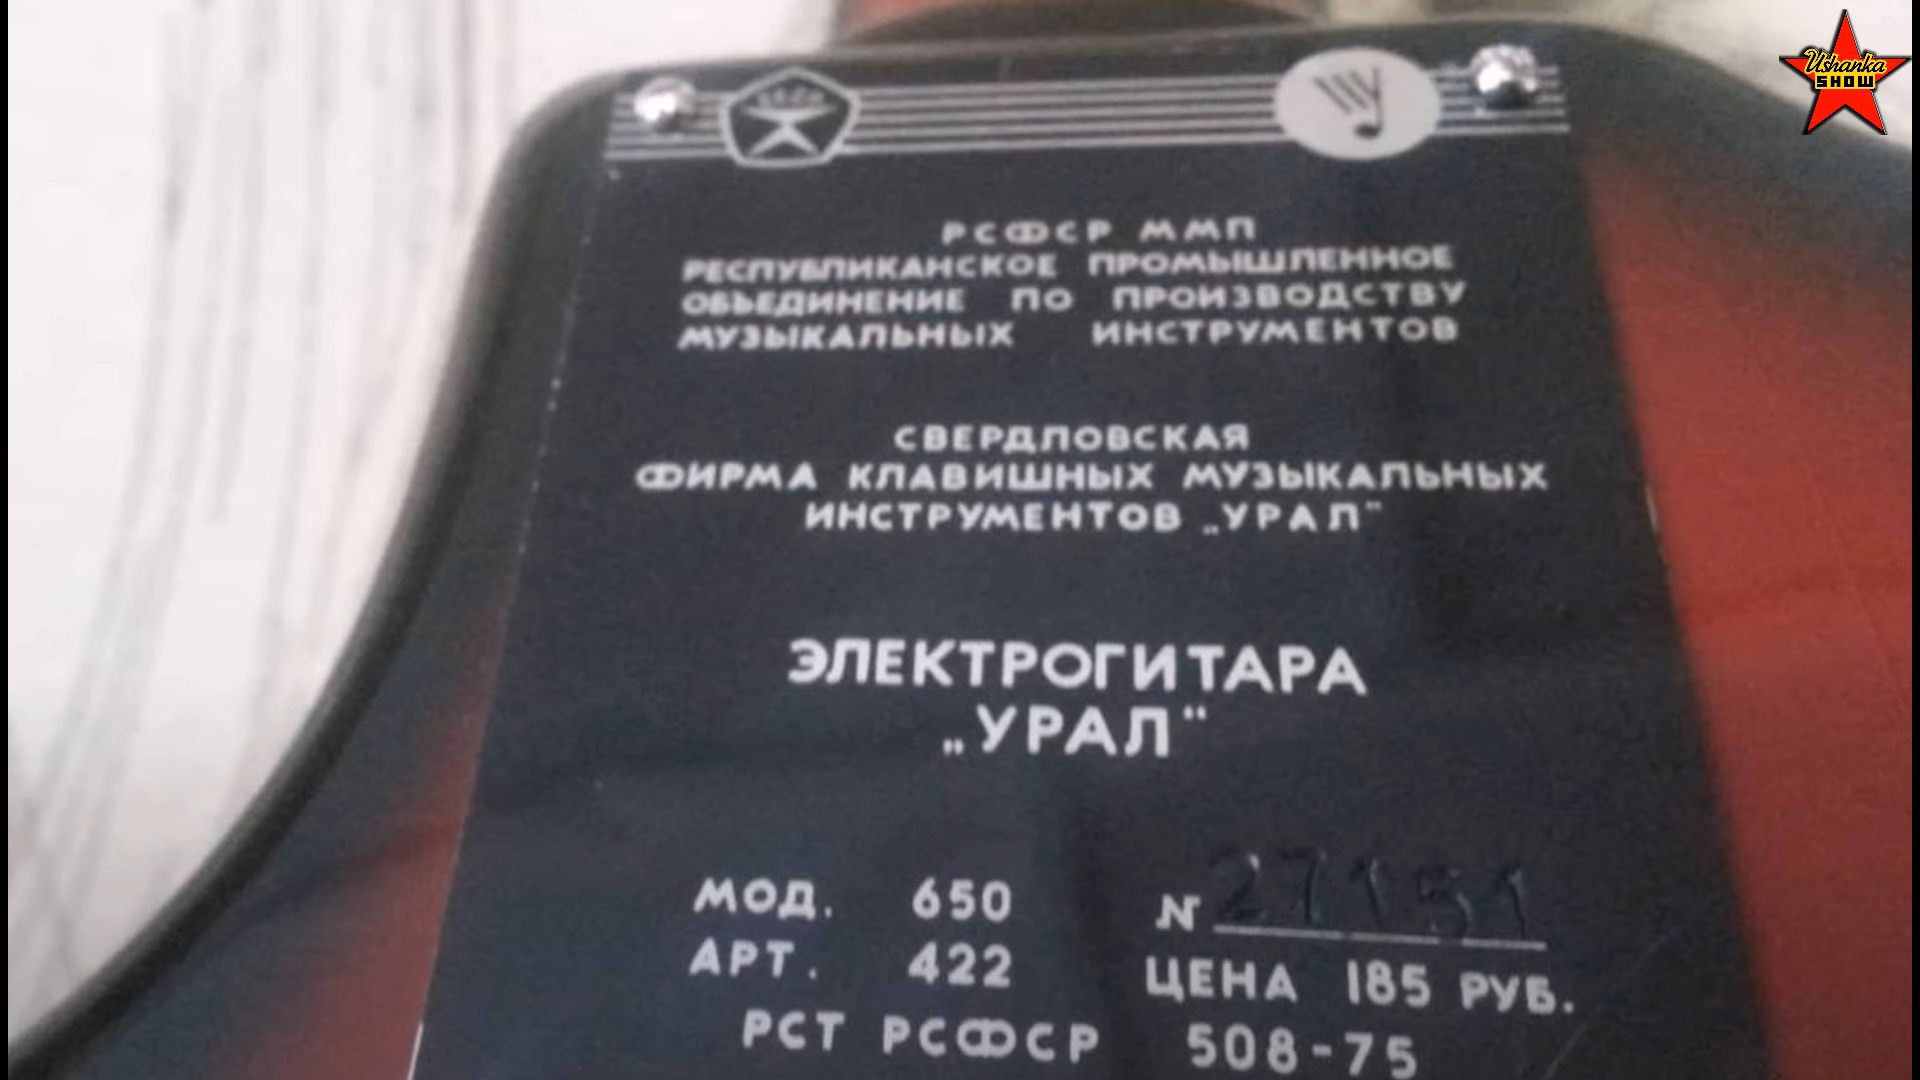 Ushanka
SHOW
РСФСР ММП
РЕСПУБЛИКАНСКОЕ ПРОМЫШЛЕННОЕ
ОБЪЕДИНЕНИЕ ПО ПРОИЗВОДСТВУ
МУЗЫКАЛЬНЫХ ИНСТРУМЕНТОВ
СВЕРДЛОВСКАЯ
ФИРМА КЛАВИШНЫХ МУЗЫКАЛЬНЫХ
ИНСТРУМЕНТОВ „УРАЛ“
ЭЛЕКТРОГИТАРА
„УРАЛ“
МОД. 650 N 27191
АРТ. 422 ЦЕНА 185 РУБ.
РСТ РСФСР 508-75